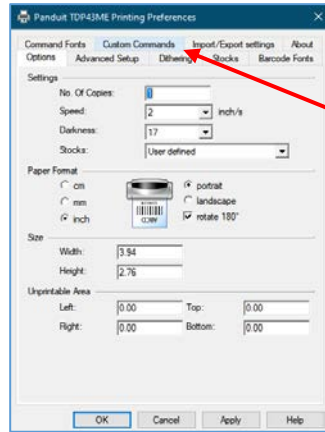 Panduit TDP43ME Printing Preferences
Command Fonts Custom Commands Import/Export settings About
Options Advanced Setup Dithering Stocks Barcode Fonts
Settings
No. Of Copies: 1
Speed: 2 inch/s
Darkness: 17
Stocks: User defined
Paper Format
cm portrait
mm landscape
inch rotate 180°
Size
Width: 3.94
Height: 2.76
Unprintable Area
Left: 0.00 Top: 0.00
Right: 0.00 Bottom: 0.00
OK Cancel Apply Help